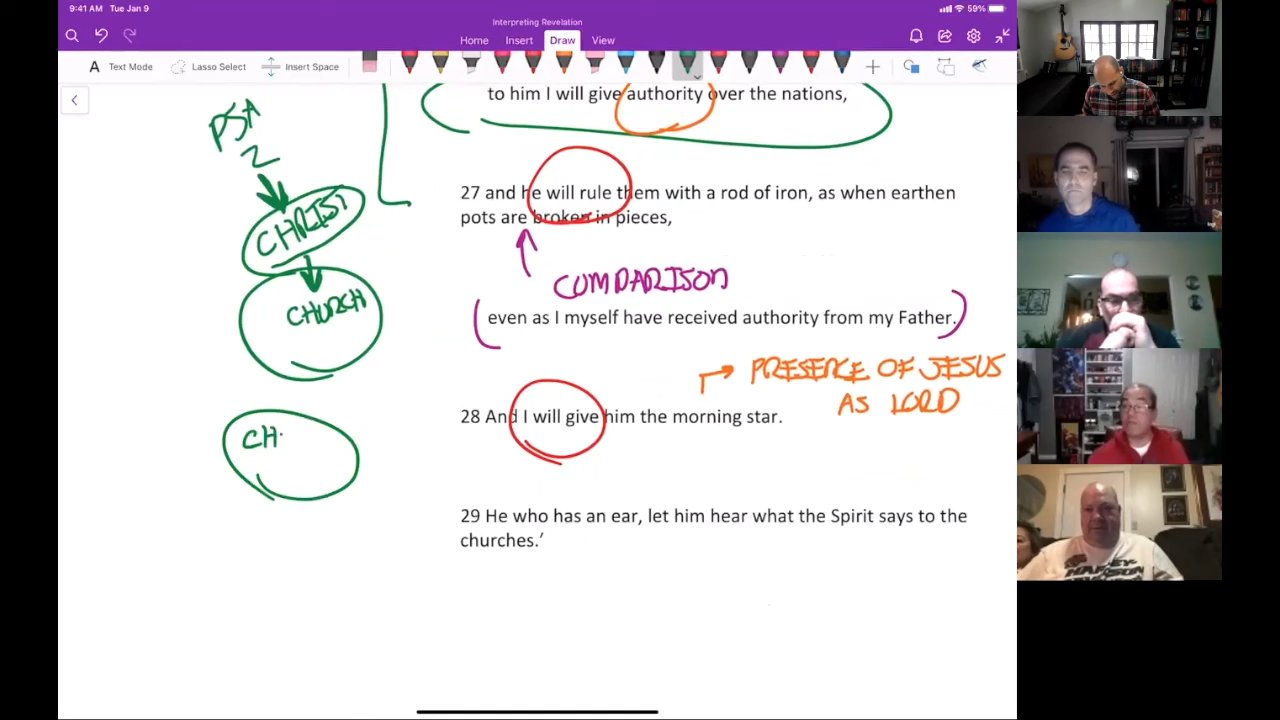 9:41 AM Tue Jan 9
59%
Interpreting Revelation
Home Insert Draw View
Text Mode Lasso Select Insert Space
to him I will give authority over the nations,
PSA
2
CHRIST
CHURCH
CH
27 and he will rule them with a rod of iron, as when earthen
pots are broken in pieces,
COMPARISON
even as I myself have received authority from my Father.
PRESENCE OF JESUS
AS LORD
28 And I will give him the morning star.
29 He who has an ear, let him hear what the Spirit says to the
churches.’
HARLEY-
DAVIDSON